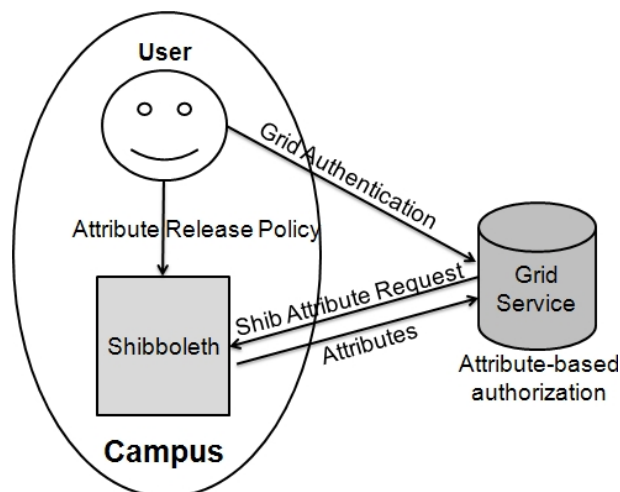 User
Grid Authentication
Attribute Release Policy
Shib Attribute Request
Grid
Service
Shibboleth
Attributes
Attribute-based
authorization
Campus